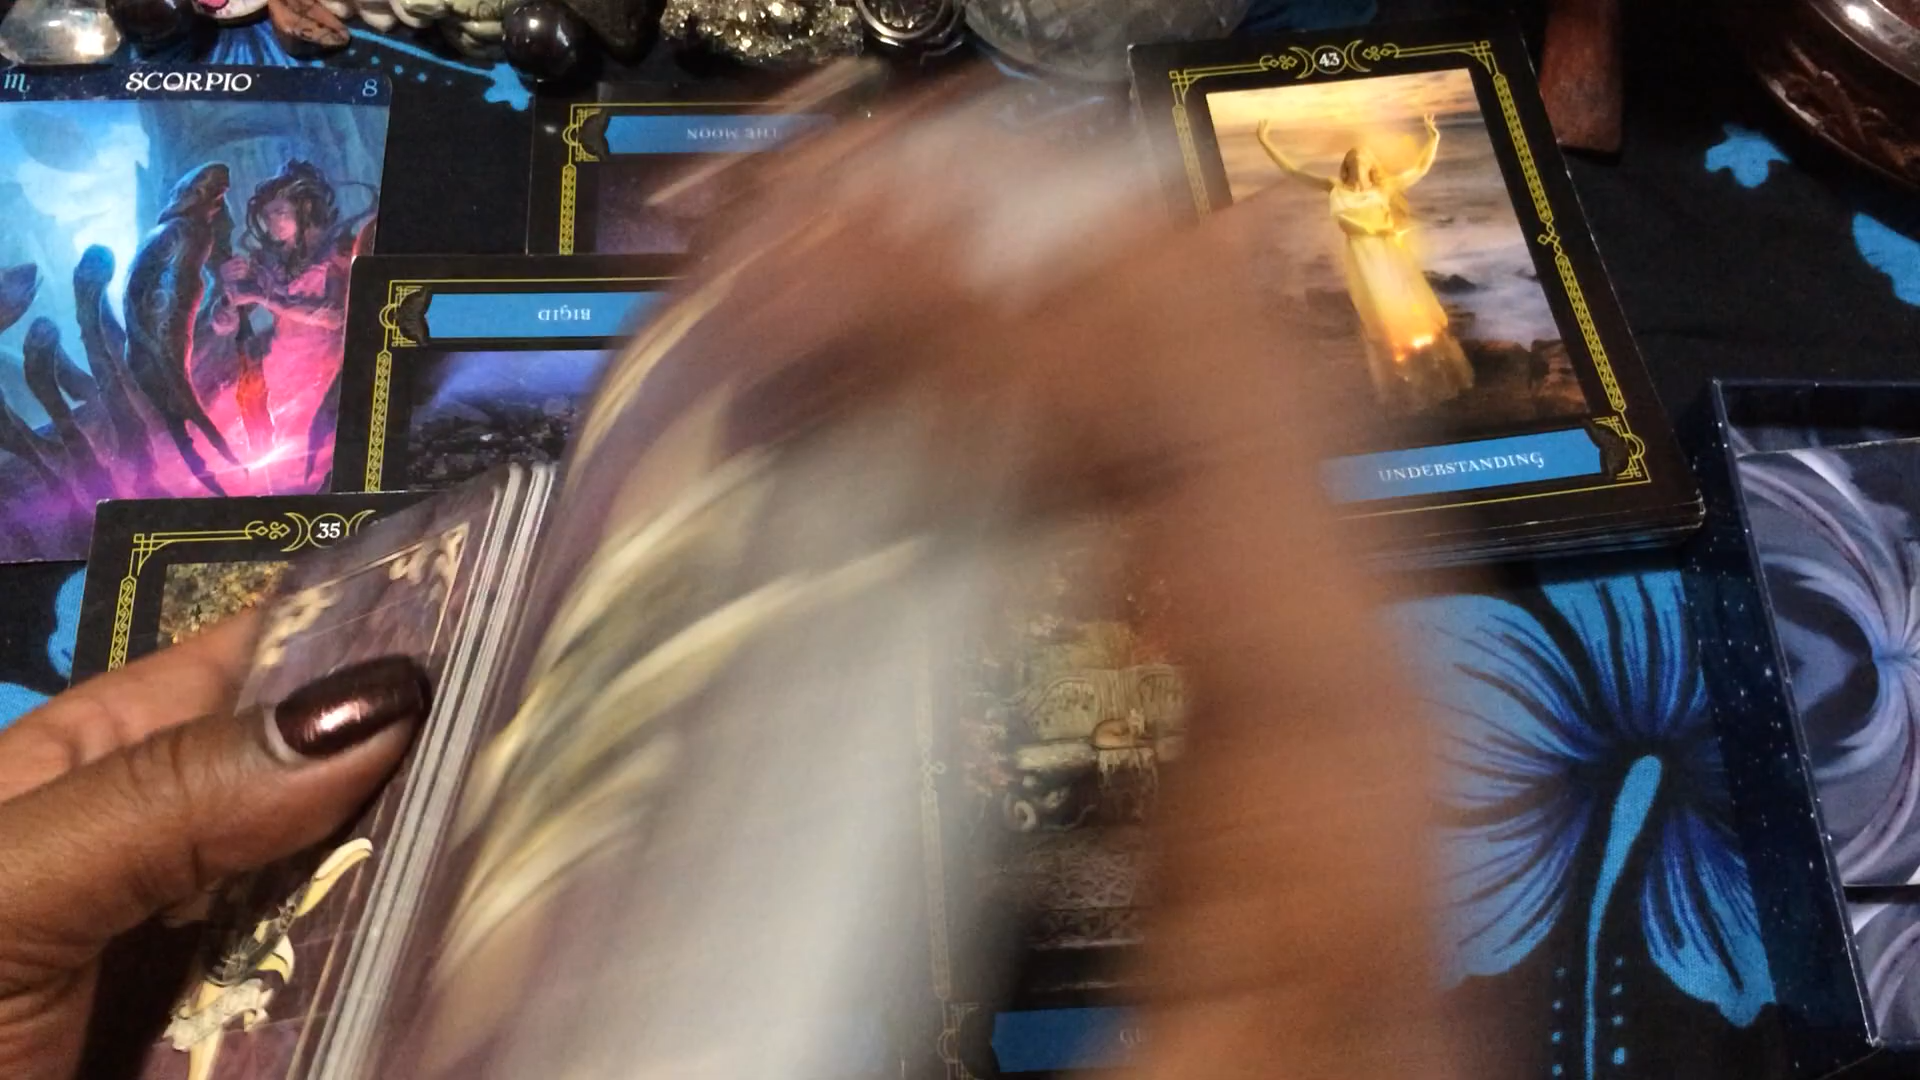 ♏ SCORPIO 8
THE MOON
43
RIGID
UNDERSTANDING
35